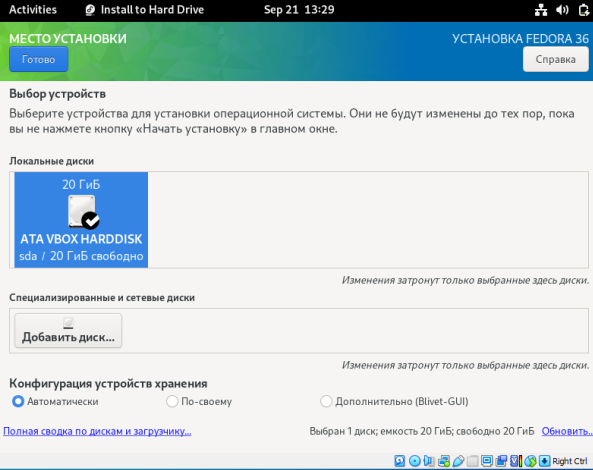 Activities Install to Hard Drive Sep 21 13:29
МЕСТО УСТАНОВКИ УСТАНОВКА FEDORA 36
Готово Справка
Выбор устройств
Выберите устройства для установки операционной системы. Они не будут изменены до тех пор, пока
вы не нажмете кнопку «Начать установку» в главном окне.
Локальные диски
20 ГиБ
ATA VBOX HARDDISK
sda / 20 ГиБ свободно
Изменения затронут только выбранные здесь диски.
Специализированные и сетевые диски
Добавить диск...
Изменения затронут только выбранные здесь диски.
Конфигурация устройств хранения
Автоматически По-своему Дополнительно (Blivet-GUI)
Полная сводка по дискам и загрузчику... Выбран 1 диск; емкость 20 ГиБ; свободно 20 ГиБ Обновить..
Right Ctrl